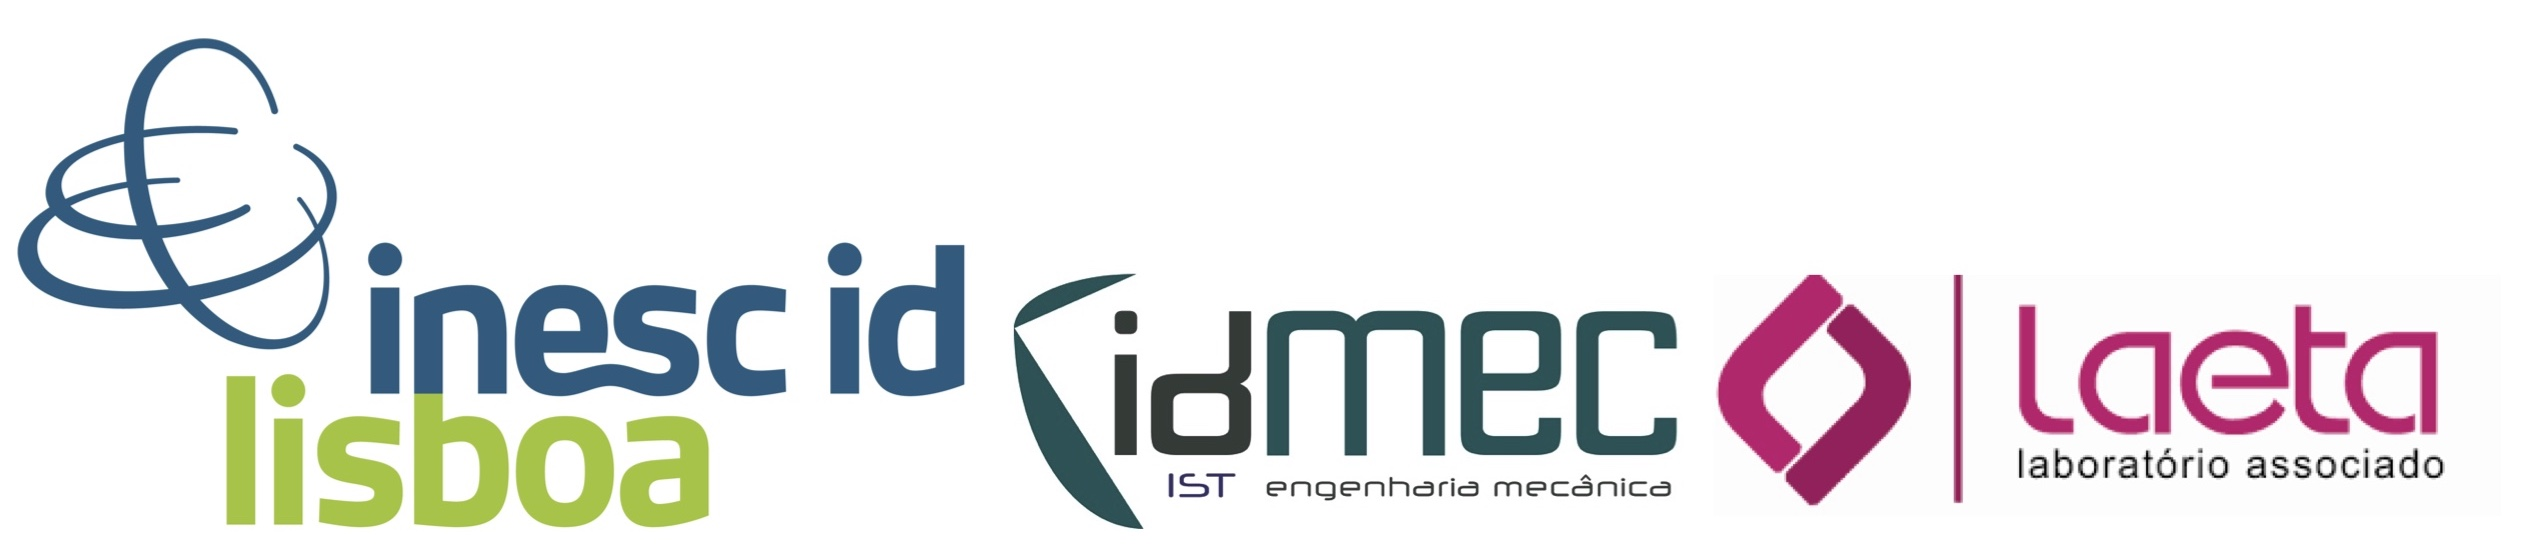 inesc id
lisboa
idmec
IST engenharia mecânica
laeta
laboratório associado